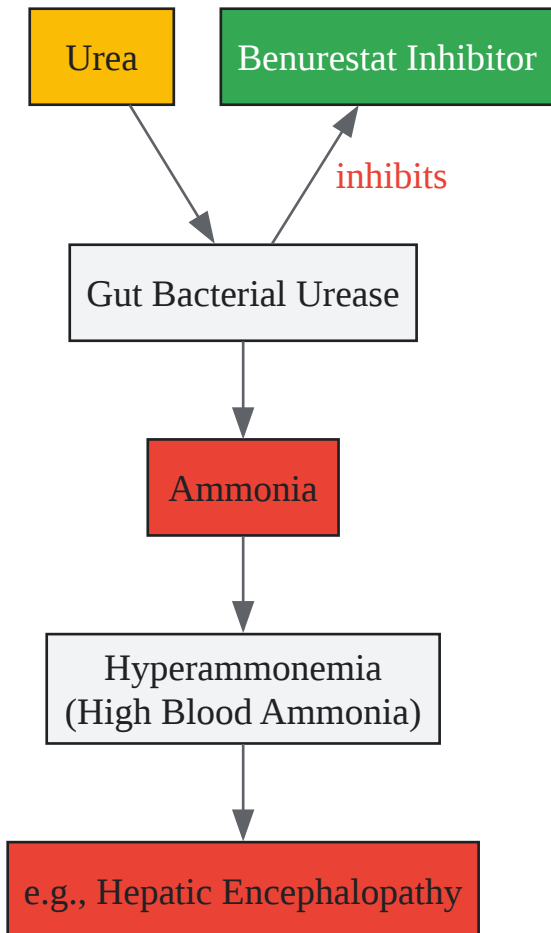 Urea
Benurestat Inhibitor
inhibits
Gut Bacterial Urease
Ammonia
Hyperammonemia
(High Blood Ammonia)
e.g., Hepatic Encephalopathy